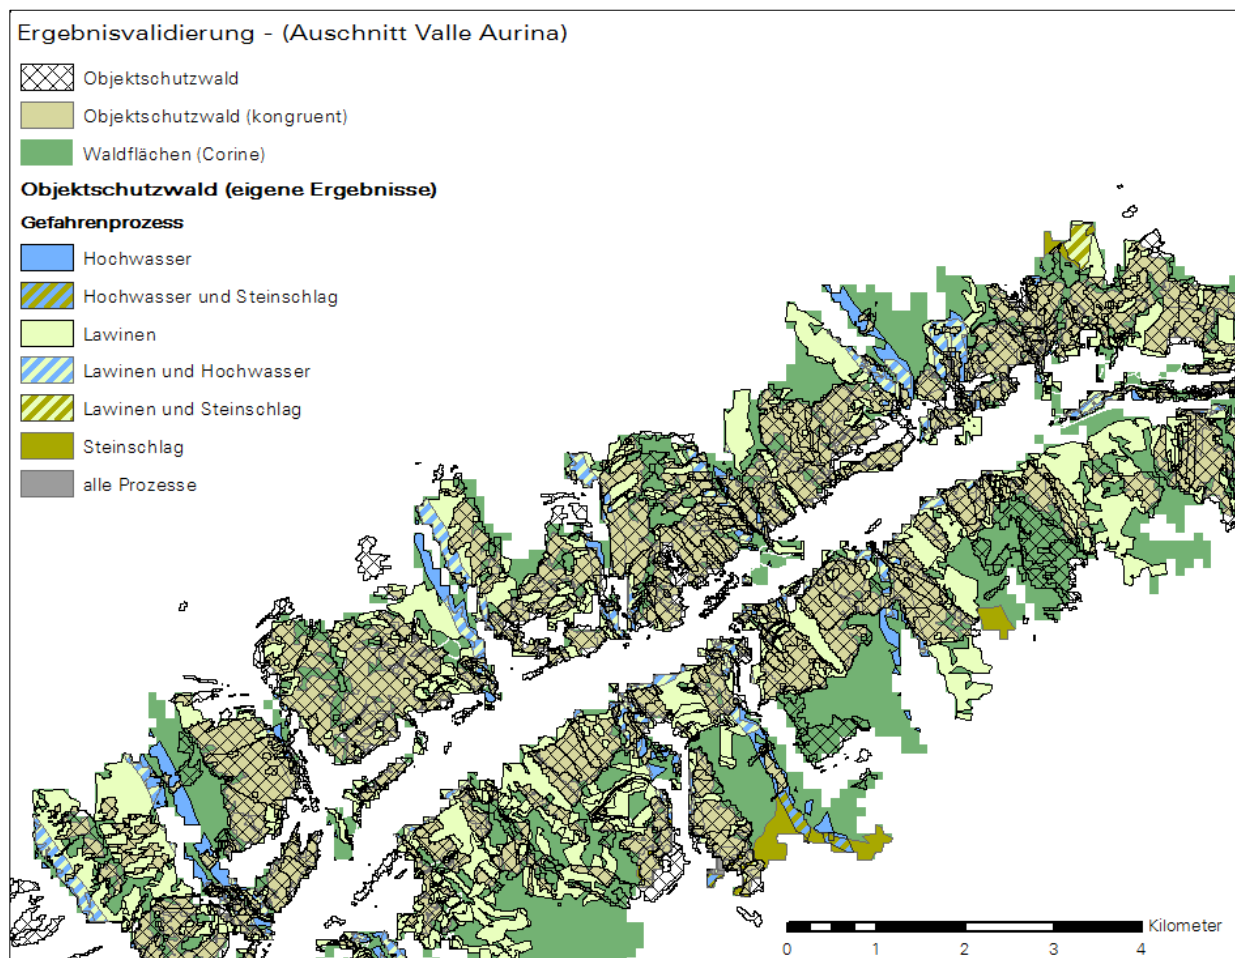 Ergebnisvalidierung - (Auschnitt Valle Aurina)
Objektschutzwald
Objektschutzwald (kongruent)
Waldflächen (Corine)
Objektschutzwald (eigene Ergebnisse)
Gefahrenprozess
Hochwasser
Hochwasser und Steinschlag
Lawinen
Lawinen und Hochwasser
Lawinen und Steinschlag
Steinschlag
alle Prozesse
Kilometer
0 1 2 3 4